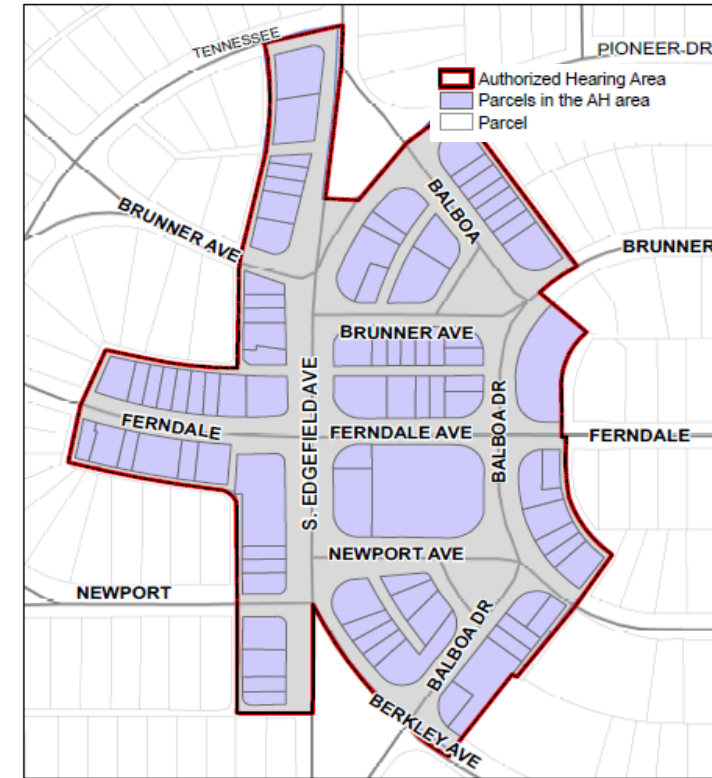 TENNESSEE
PIONEER DR
Authorized Hearing Area
Parcels in the AH area
Parcel
BALBOA
BRUNNER AVE
BRUNNER
BRUNNER AVE
S. EDGEFIELD AVE
BALBOA DR
FERNDALE
FERNDALE AVE
FERNDALE
NEWPORT AVE
NEWPORT
BALBOA DR
BERKLEY AVE